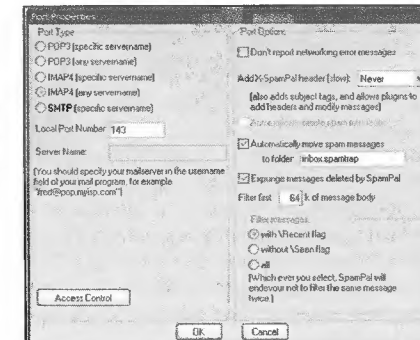 Port Properties
Port Type
POP3 (specific servername)
POP3 (any servername)
IMAP4 (specific servername)
IMAP4 (any servername)
SMTP (specific servername)
Local Port Number 143
Server Name:
(You should specify your mailserver in the username
field of your mail program, for example
"fred@pop.myisp.com")
Access Control
Port Options
Don't report networking error messages
Add X-SpamPal header (slow): Never
(also adds subject tags, and allows plugins to
add headers and modify messages)
Automatically move spam messages
to folder inbox.spamtrap
Expunge messages deleted by SpamPal
Filter first 64 k of message body
Filter messages
with \Recent flag
without \Seen flag
all
(Which ever you select, SpamPal will
endevour not to filter the same message
twice.)
OK
Cancel